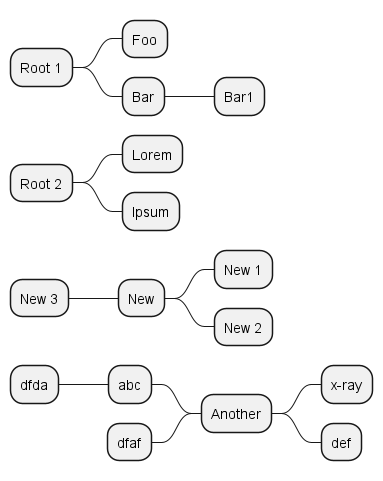 Foo
Root 1
Bar
Bar1
Lorem
Root 2
Ipsum
New 1
New 3
New
New 2
dfda
abc
x-ray
Another
dfaf
def